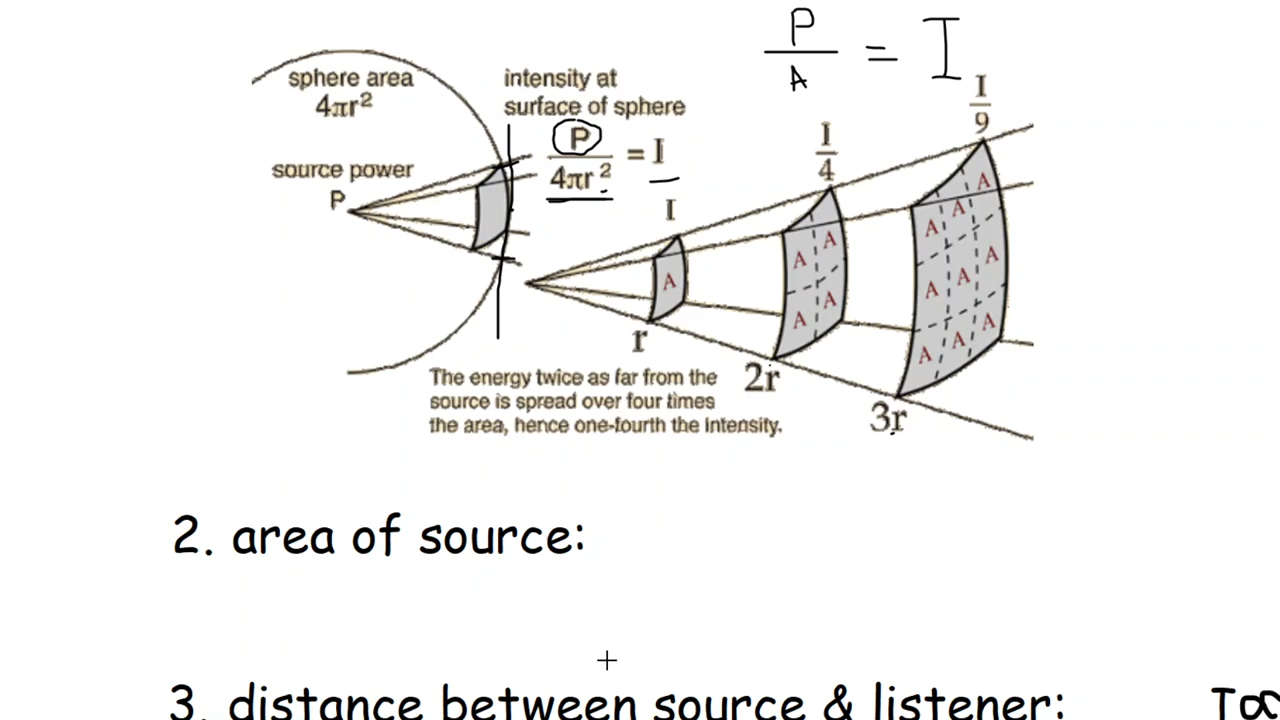 P
A = I
sphere area
4πr²
intensity at
surface of sphere
P
4πr² = I
source power
P
I
I
4
I
9
A
A A
A A
A A A
A A A
A A A
r
2r
3r
The energy twice as far from the
source is spread over four times
the area, hence one-fourth the intensity.
2. area of source:
3. distance between source & listener: